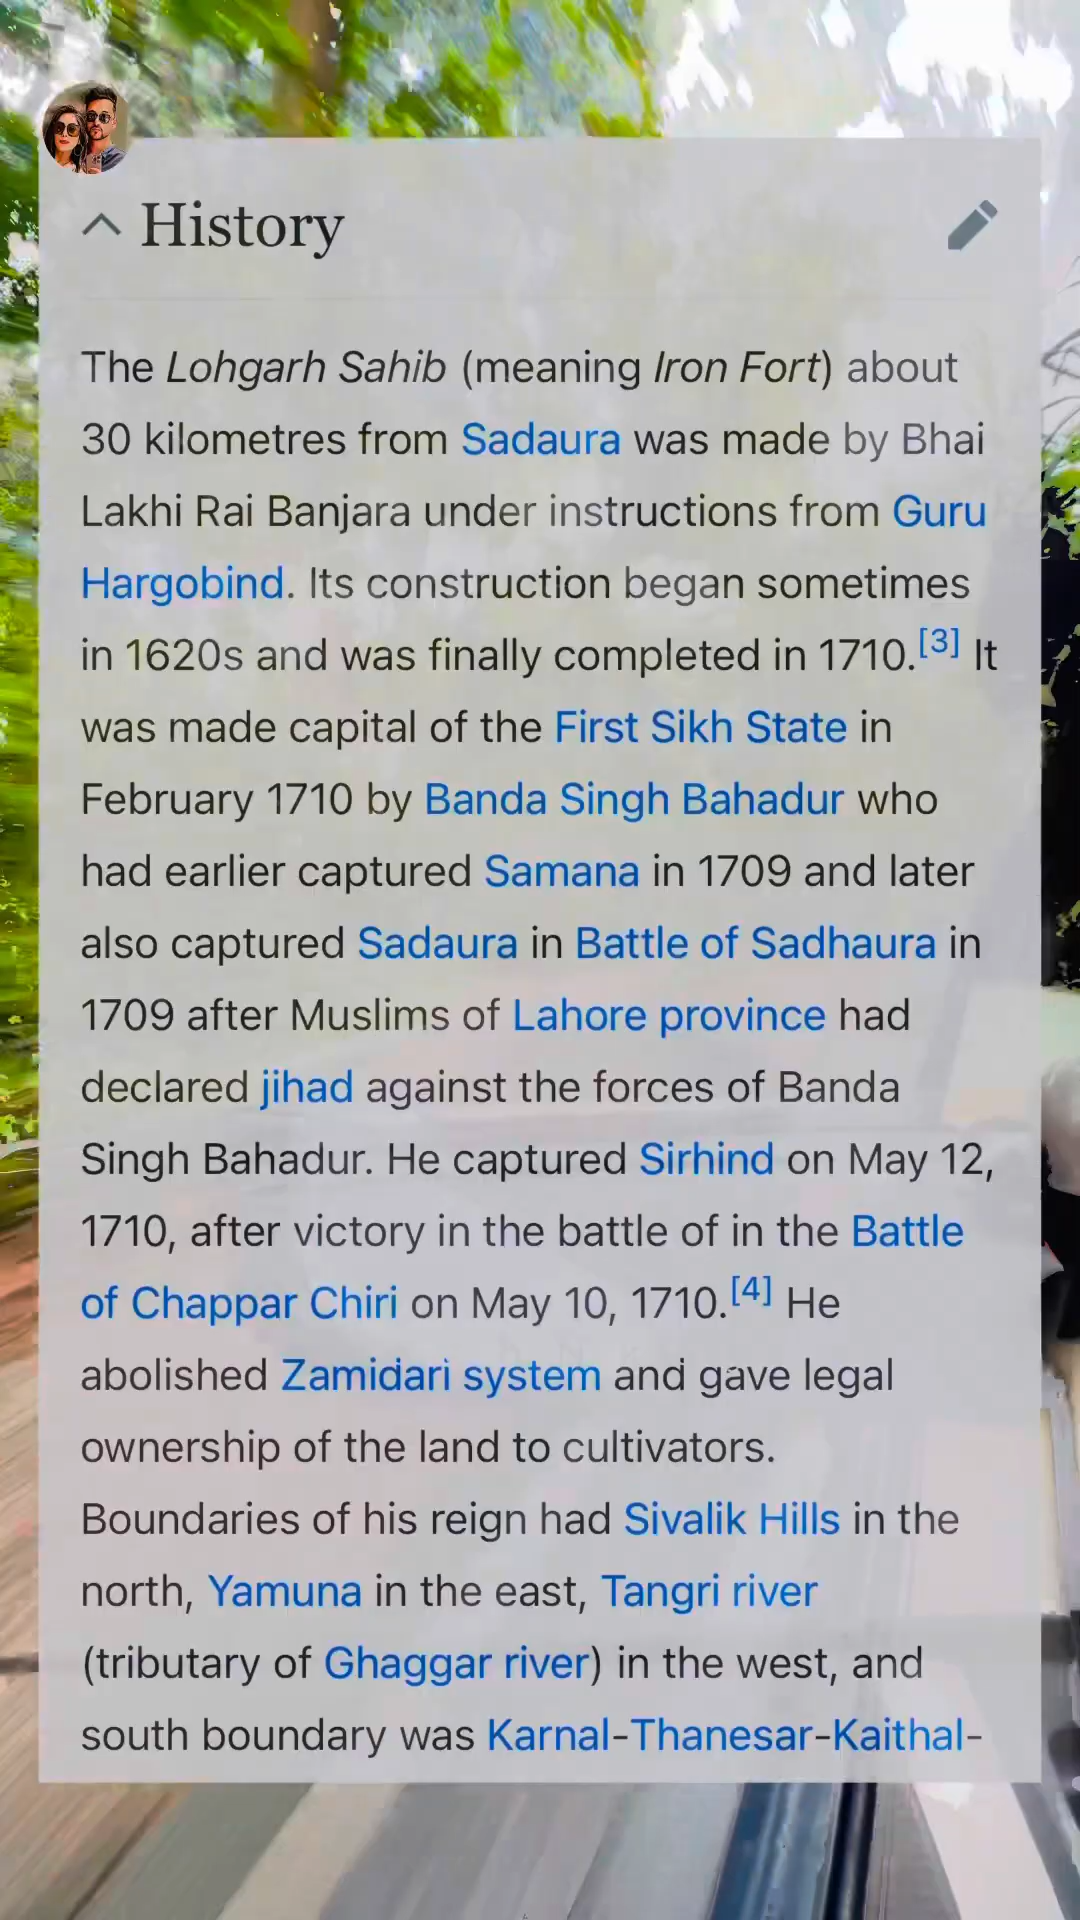 History
The Lohgarh Sahib (meaning Iron Fort) about
30 kilometres from Sadaura was made by Bhai
Lakhi Rai Banjara under instructions from Guru
Hargobind. Its construction began sometimes
in 1620s and was finally completed in 1710.[3] It
was made capital of the First Sikh State in
February 1710 by Banda Singh Bahadur who
had earlier captured Samana in 1709 and later
also captured Sadaura in Battle of Sadhaura in
1709 after Muslims of Lahore province had
declared jihad against the forces of Banda
Singh Bahadur. He captured Sirhind on May 12,
1710, after victory in the battle of in the Battle
of Chappar Chiri on May 10, 1710.[4] He
abolished Zamidari system and gave legal
ownership of the land to cultivators.
Boundaries of his reign had Sivalik Hills in the
north, Yamuna in the east, Tangri river
(tributary of Ghaggar river) in the west, and
south boundary was Karnal-Thanesar-Kaithal-